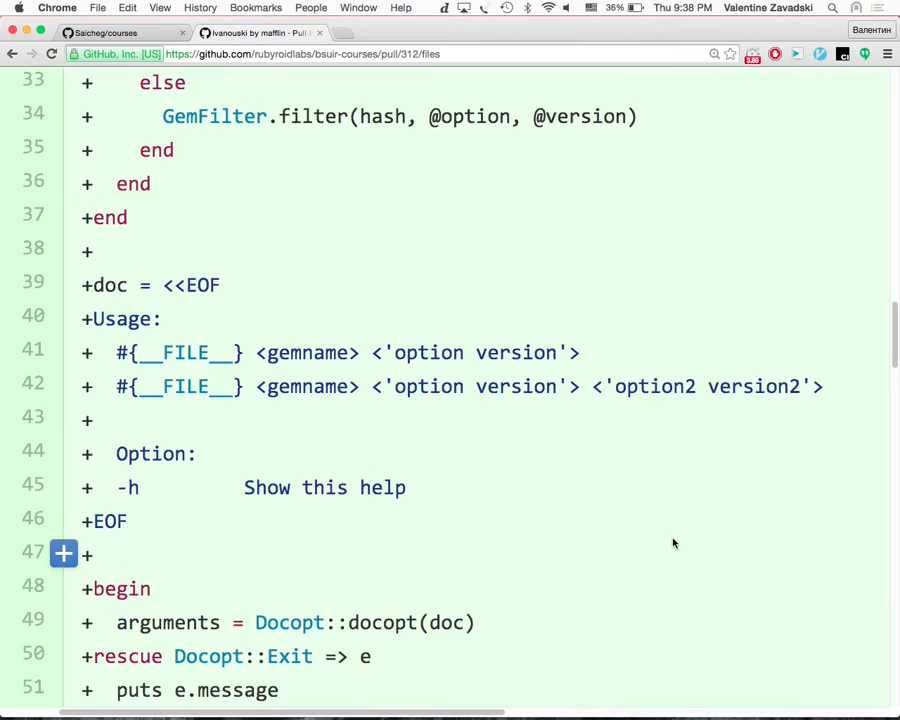 Chrome File Edit View History Bookmarks People Window Help 36% Thu 9:38 PM Valentine Zavadski
Saicheg/courses
Ivanouski by mafflin · Pull
Валентин
GitHub, Inc. [US] https://github.com/rubyroidlabs/bsuir-courses/pull/312/files
33 + else
34 + GemFilter.filter(hash, @option, @version)
35 + end
36 + end
37 +end
38 +
39 +doc = <<EOF
40 +Usage:
41 + #{__FILE__} <gemname> <'option version'>
42 + #{__FILE__} <gemname> <'option version'> <'option2 version2'>
43 +
44 + Option:
45 + -h Show this help
46 +EOF
47 +
48 +begin
49 + arguments = Docopt::docopt(doc)
50 +rescue Docopt::Exit => e
51 + puts e.message